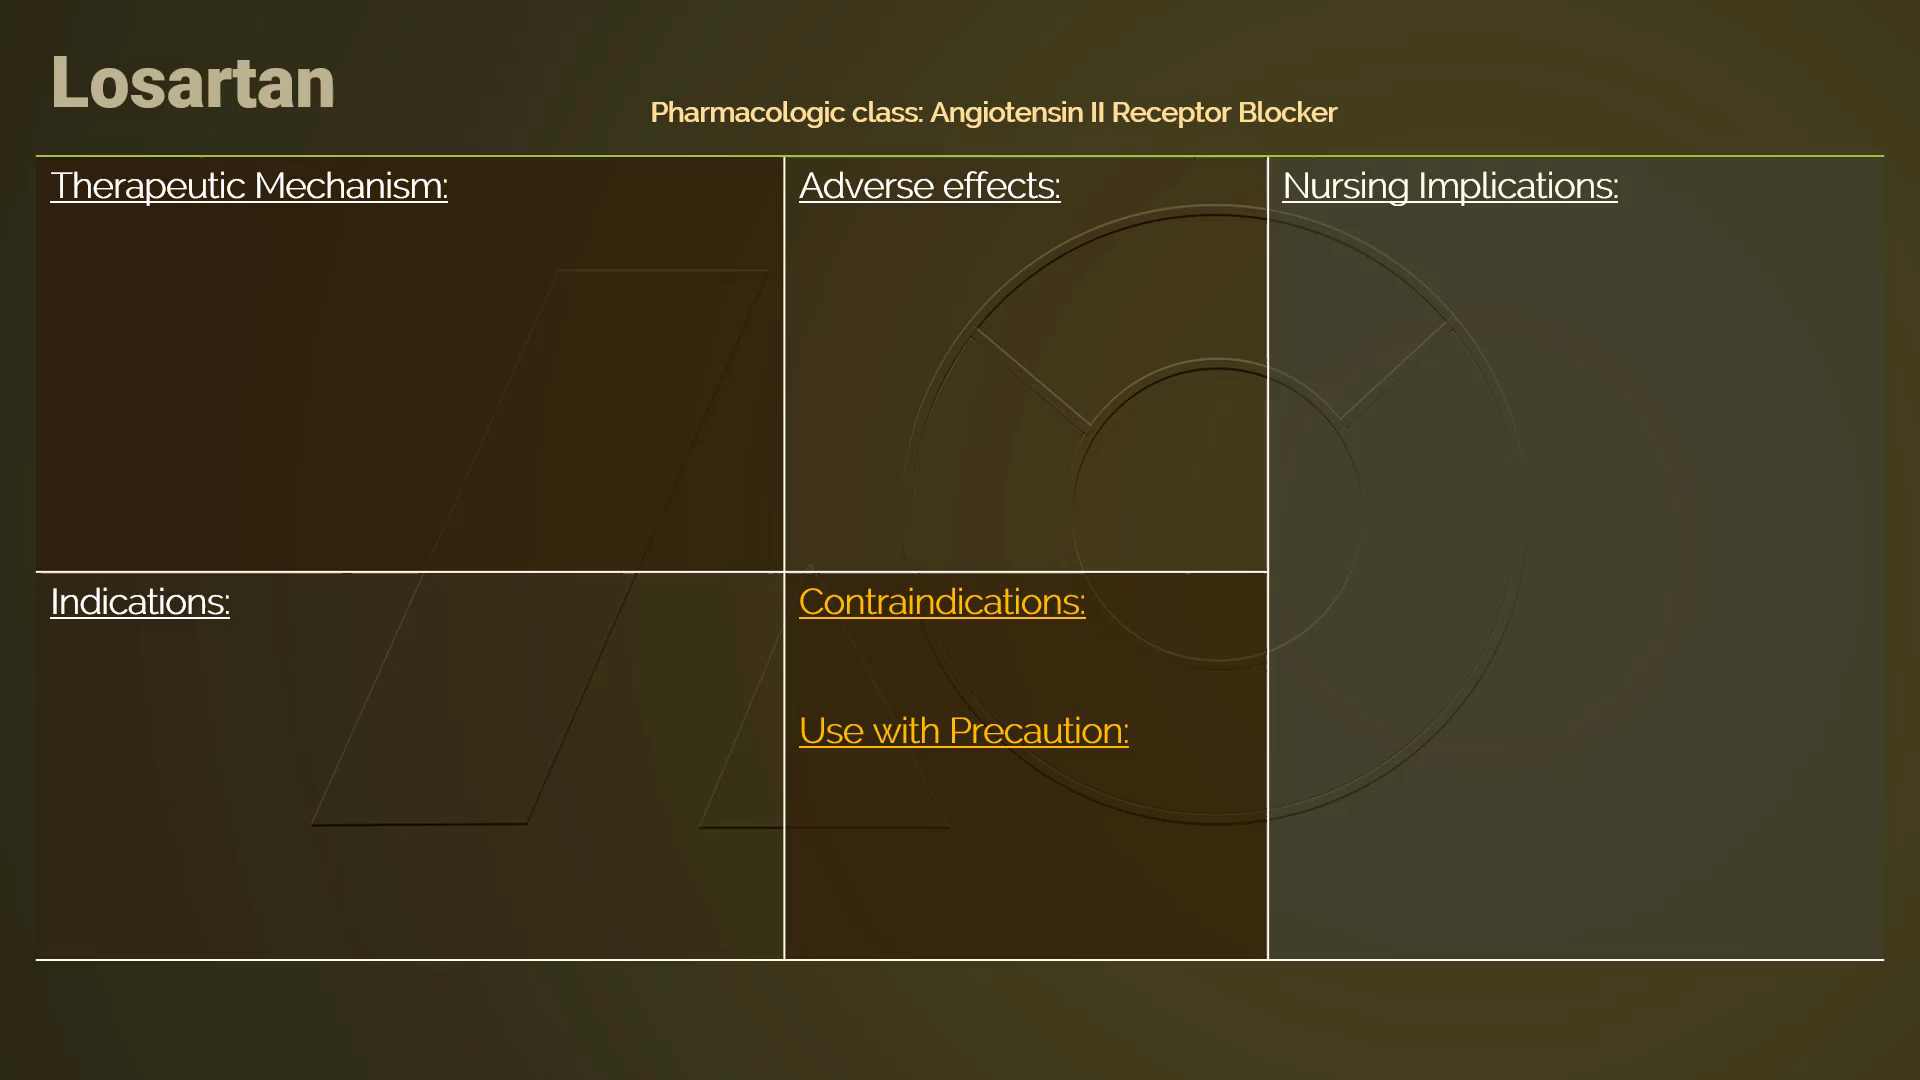 Losartan
Pharmacologic class: Angiotensin II Receptor Blocker
Therapeutic Mechanism:
Adverse effects:
Nursing Implications:
Indications:
Contraindications:
Use with Precaution: